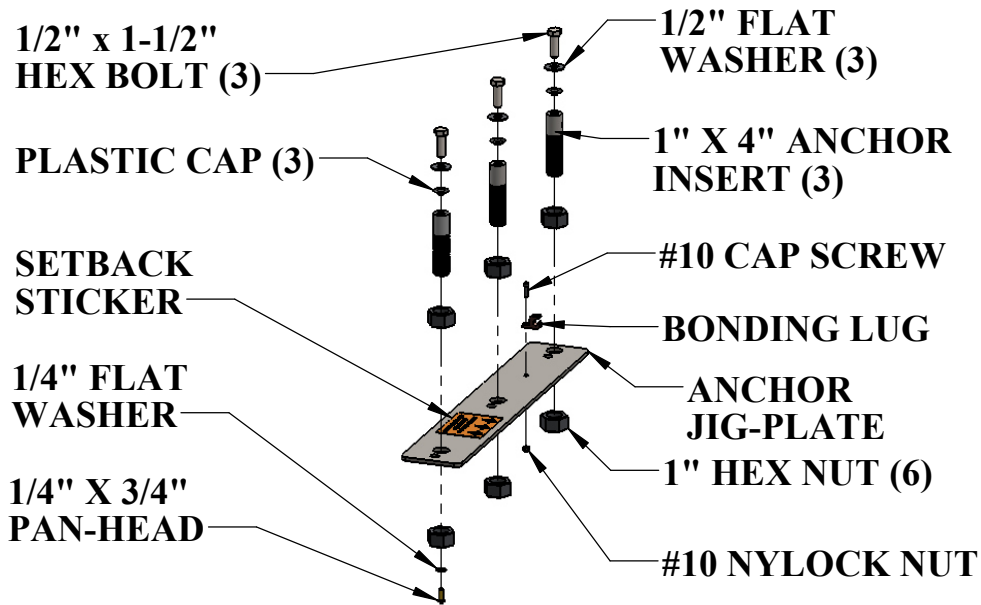 1/2" x 1-1/2"
HEX BOLT (3)
PLASTIC CAP (3)
SETBACK
STICKER
1/4" FLAT
WASHER
1/4" X 3/4"
PAN-HEAD
1/2" FLAT
WASHER (3)
1" X 4" ANCHOR
INSERT (3)
#10 CAP SCREW
BONDING LUG
ANCHOR
JIG-PLATE
1" HEX NUT (6)
#10 NYLOCK NUT